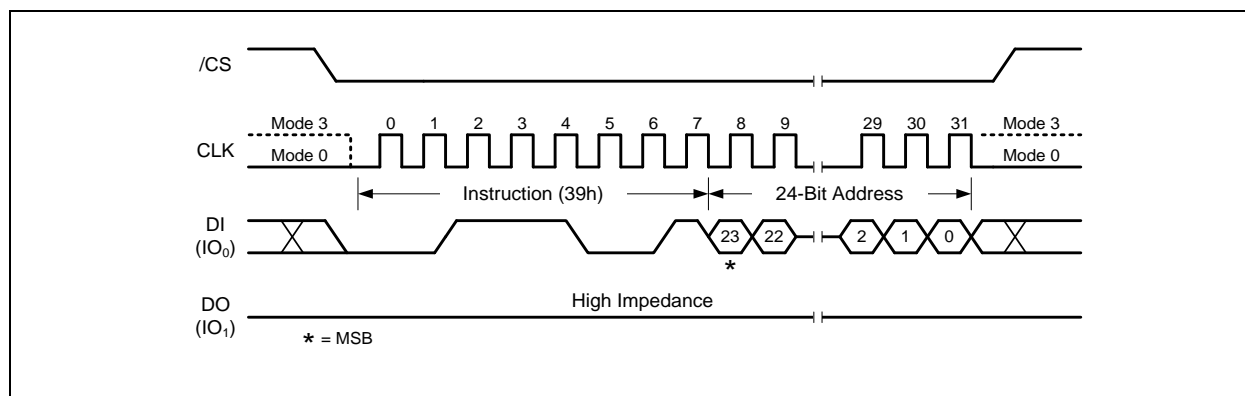 /CS
Mode 3 0 1 2 3 4 5 6 7 8 9 29 30 31 Mode 3
CLK Mode 0 Mode 0
Instruction (39h) 24-Bit Address
DI
(IO₀)
23 22 2 1 0
*
DO
(IO₁)
High Impedance
* = MSB